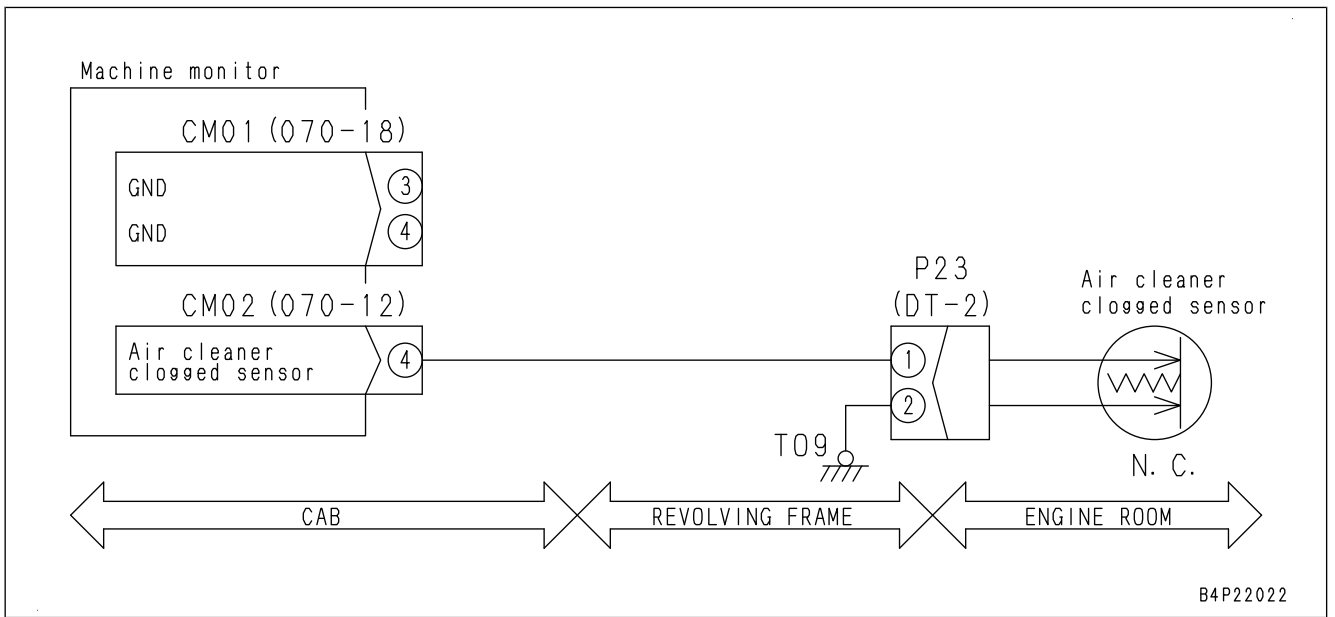 Machine monitor
CM01 (070-18)
GND
3
GND
4
CM02 (070-12)
Air cleaner
clogged sensor
4
P23
(DT-2)
1
2
T09
Air cleaner
clogged sensor
N. C.
CAB
REVOLVING FRAME
ENGINE ROOM
B4P22022